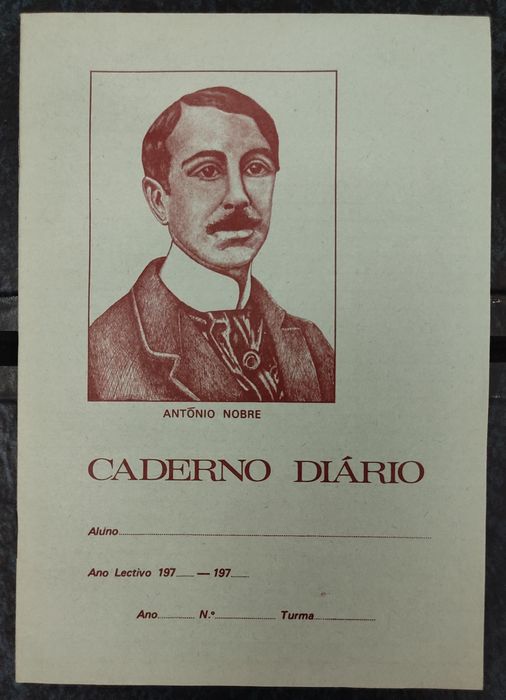 ANTÓNIO NOBRE
CADERNO DIÁRIO
Aluno
Ano Lectivo 197 — 197
Ano N.º Turma